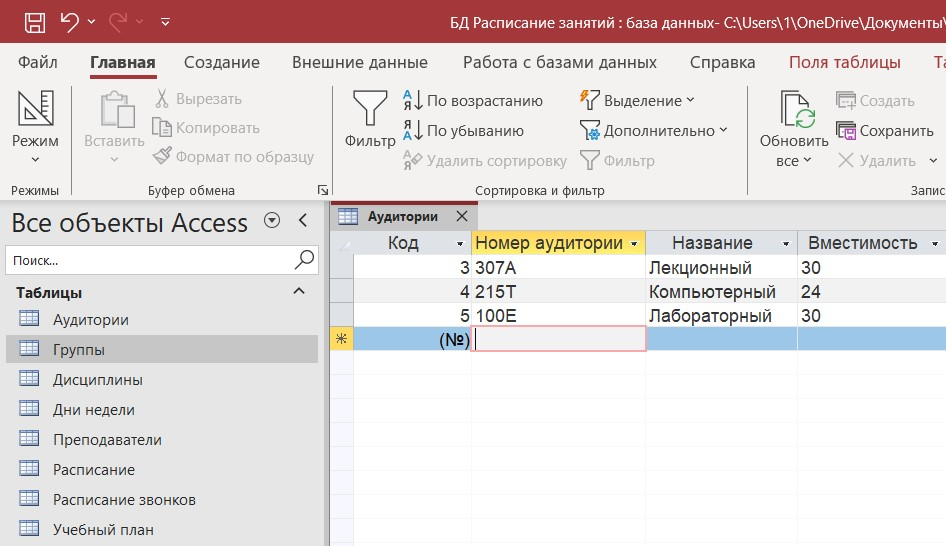 БД Расписание занятий : база данных- C:\Users\1\OneDrive\Документы\
Файл Главная Создание Внешние данные Работа с базами данных Справка Поля таблицы
Режим
Вставить
Вырезать
Копировать
Формат по образцу
Фильтр
По возрастанию
По убыванию
Удалить сортировку
Выделение
Дополнительно
Фильтр
Обновить
все
Создать
Сохранить
Удалить
Режимы Буфер обмена Сортировка и фильтр Запис
Все объекты Access
Поиск...
Таблицы
Аудитории
Группы
Дисциплины
Дни недели
Преподаватели
Расписание
Расписание звонков
Учебный план
Аудитории
Код Номер аудитории Название Вместимость
3 307А Лекционный 30
4 215Т Компьютерный 24
5 100Е Лабораторный 30
(№)